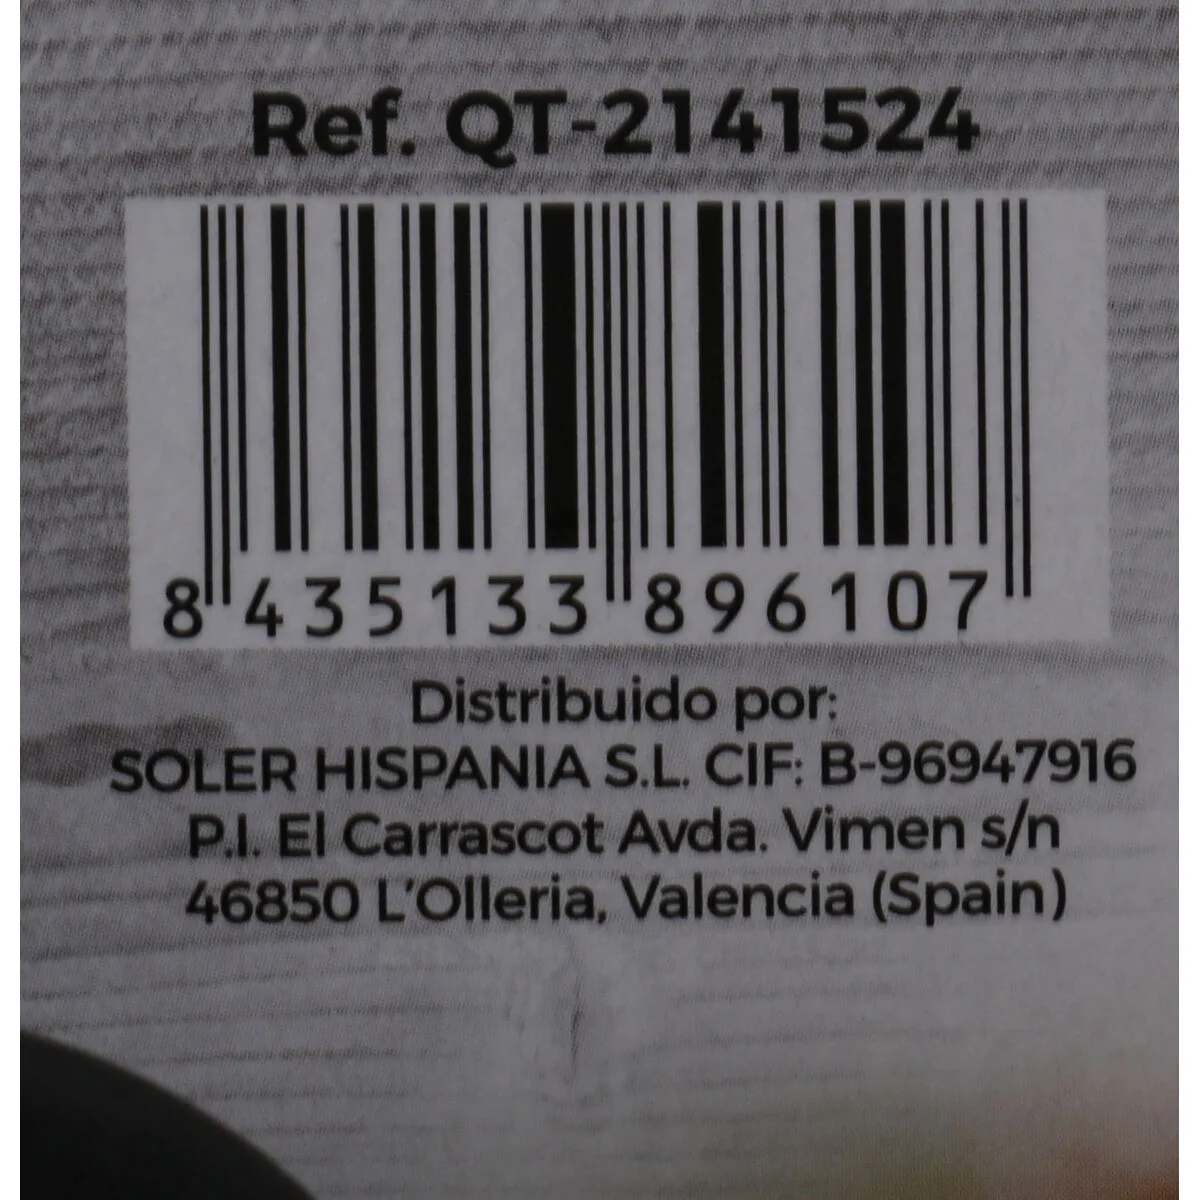 Ref. QT-2141524
8 435133 896107
Distribuido por:
SOLER HISPANIA S.L. CIF: B-96947916
P.I. El Carrascot Avda. Vimen s/n
46850 L'Olleria, Valencia (Spain)